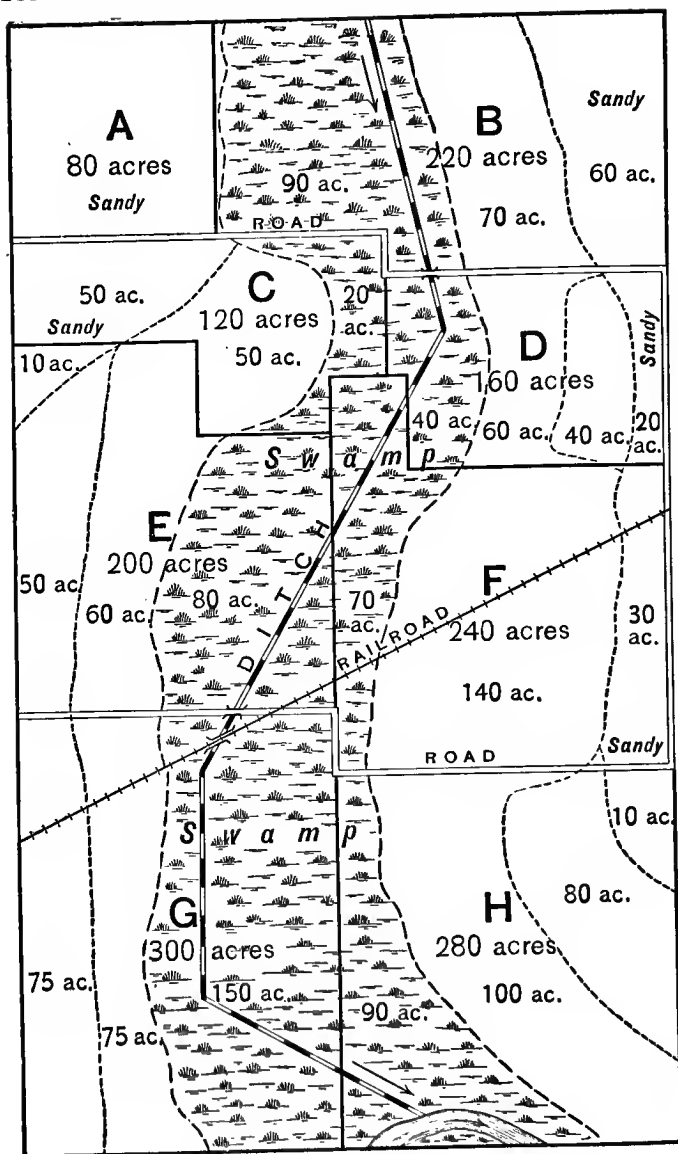 A
80 acres
Sandy
90 ac.
B
220 acres
70 ac.
Sandy
60 ac.
ROAD
50 ac.
Sandy
10 ac.
C
120 acres
50 ac.
20
ac.
D
160 acres
40 ac.
60 ac.
40 ac.
20
ac.
Sandy
Swamp
E
200 acres
50 ac.
60 ac.
80 ac.
DITCH
70
ac.
RAILROAD
F
240 acres
140 ac.
30
ac.
Sandy
ROAD
Swamp
G
300 acres
150 ac.
75 ac.
75 ac.
90 ac.
H
280 acres
100 ac.
80 ac.
10 ac.